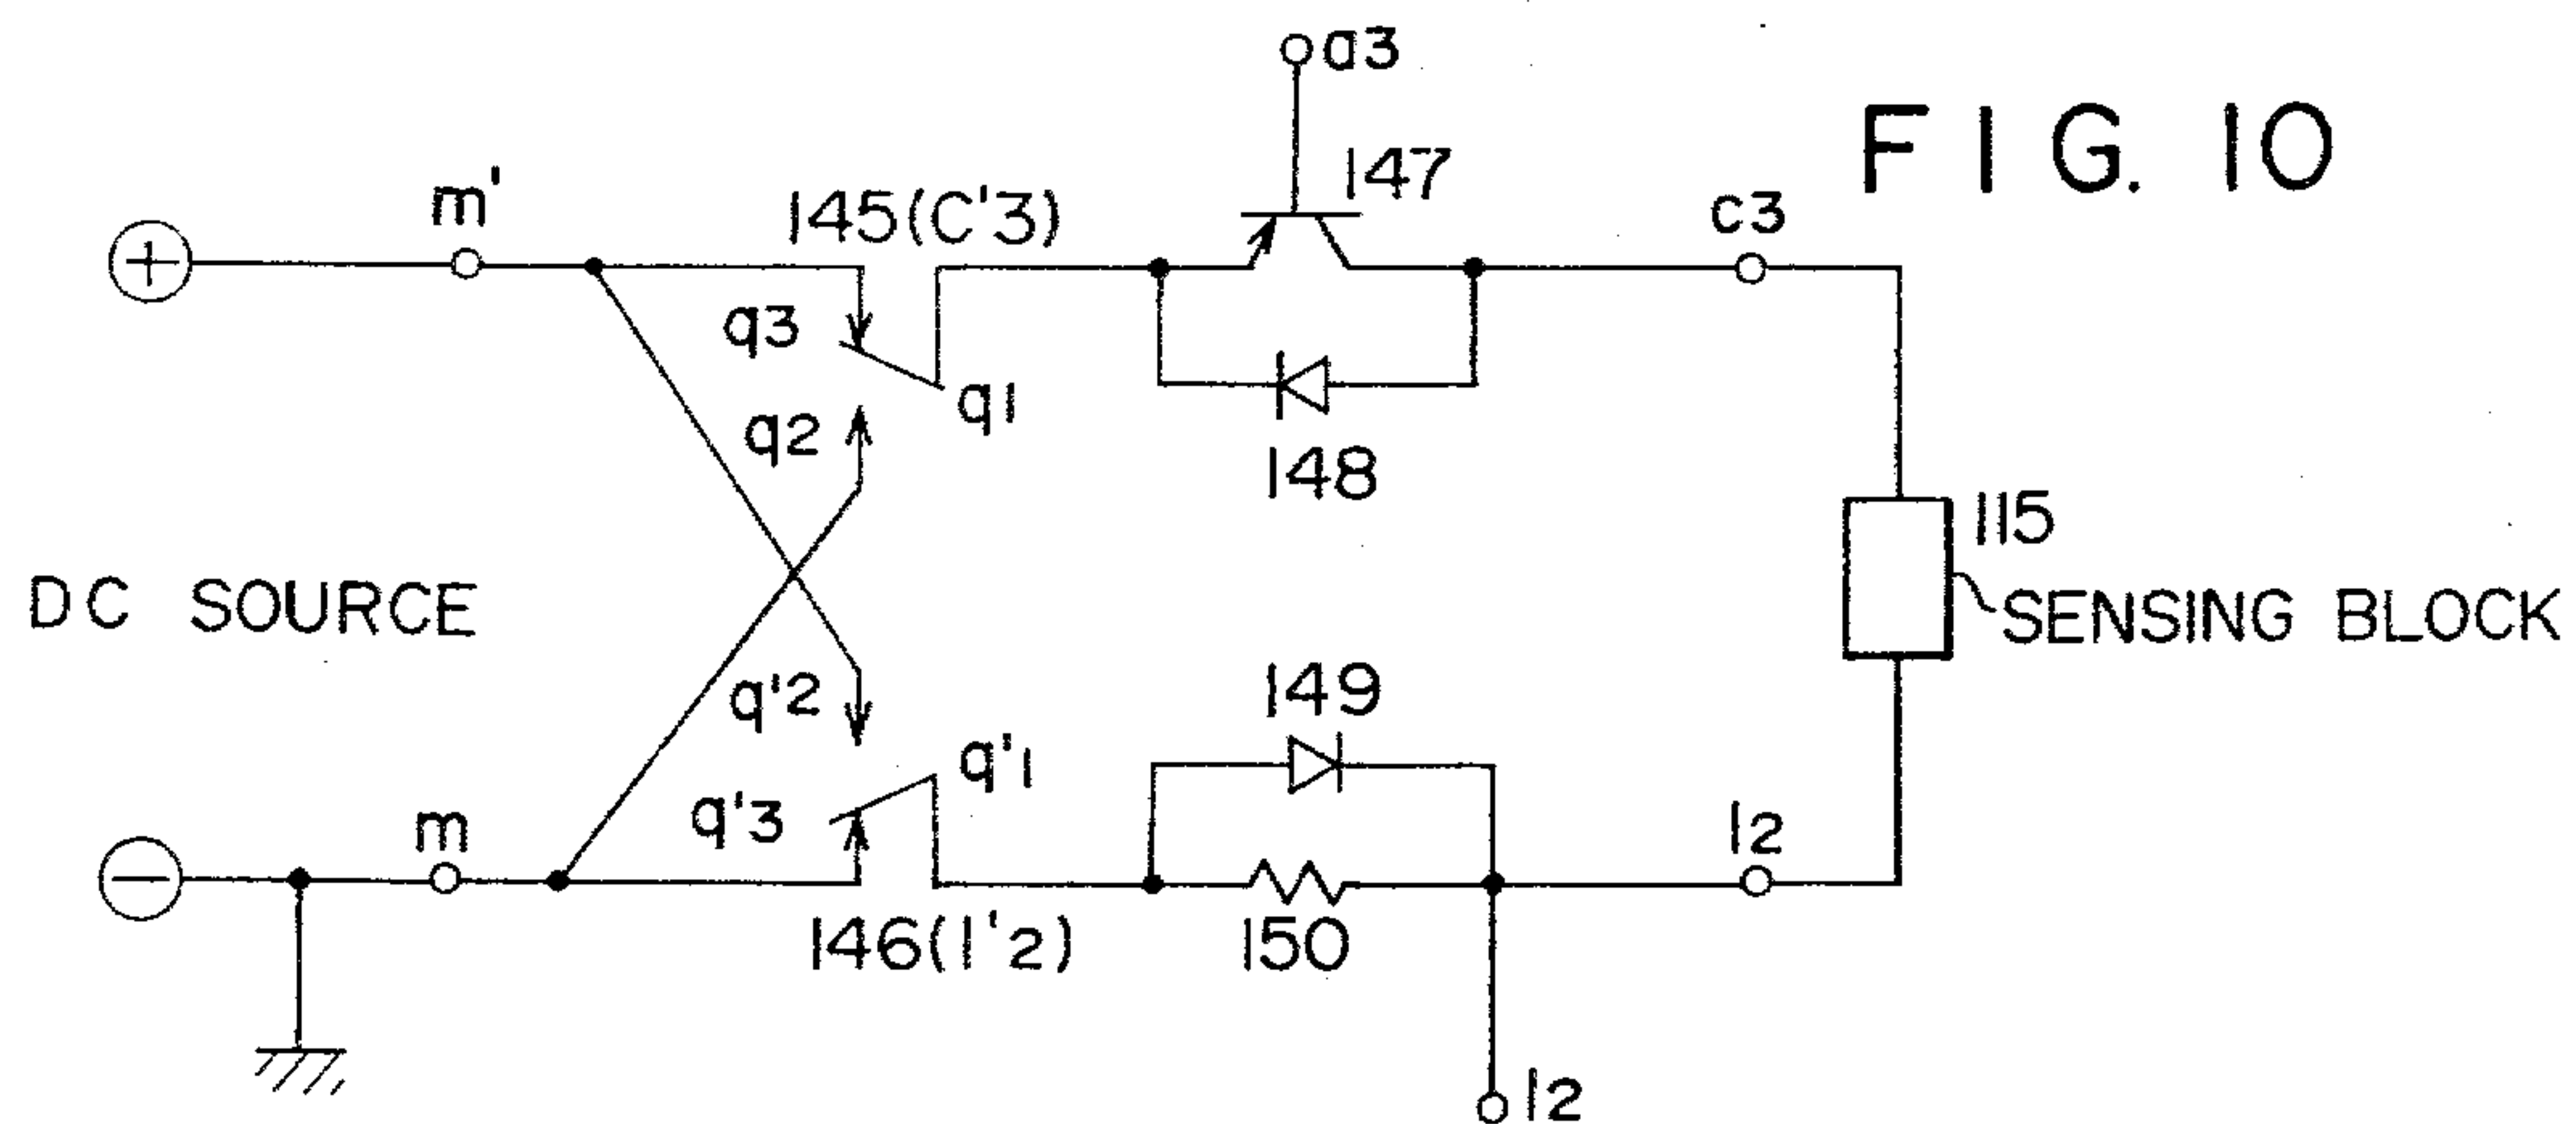 a3
FIG. 10
147
m'
145(C'3)
c3
+
q3
q1
q2
148
115
DC SOURCE
SENSING BLOCK
149
q'2
q'1
q'3
m
l2
−
146(l'2)
150
l2